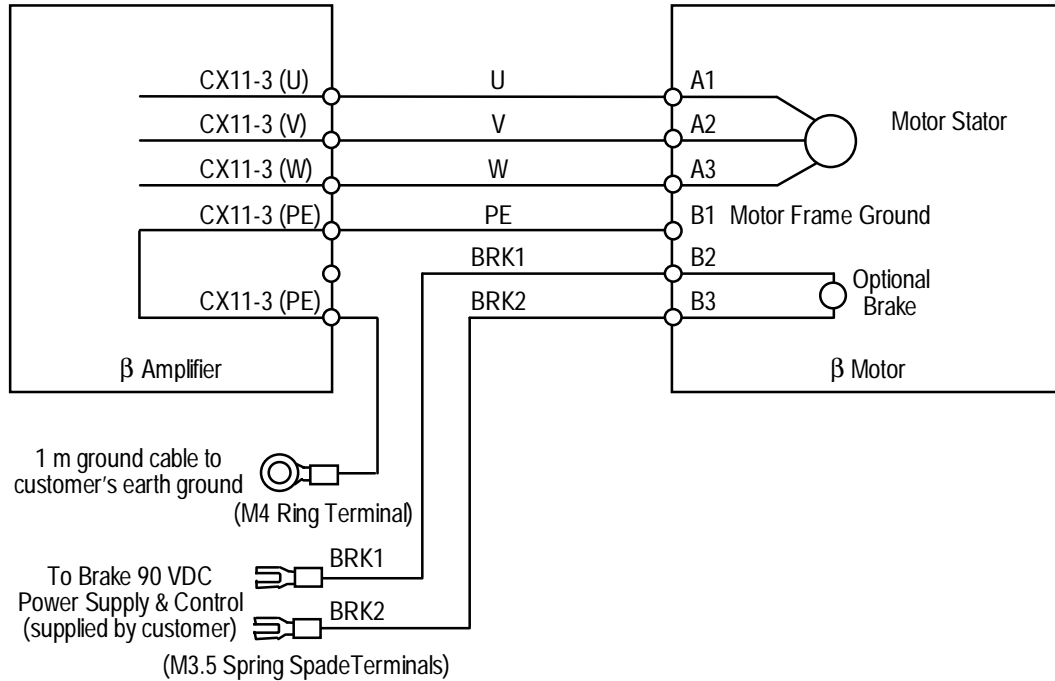 CX11-3 (U)
U
A1
CX11-3 (V)
V
A2
Motor Stator
CX11-3 (W)
W
A3
CX11-3 (PE)
PE
B1 Motor Frame Ground
BRK1
B2
CX11-3 (PE)
BRK2
B3
Optional
Brake
β Amplifier
β Motor
1 m ground cable to
customer's earth ground
(M4 Ring Terminal)
BRK1
To Brake 90 VDC
Power Supply & Control
(supplied by customer)
BRK2
(M3.5 Spring SpadeTerminals)